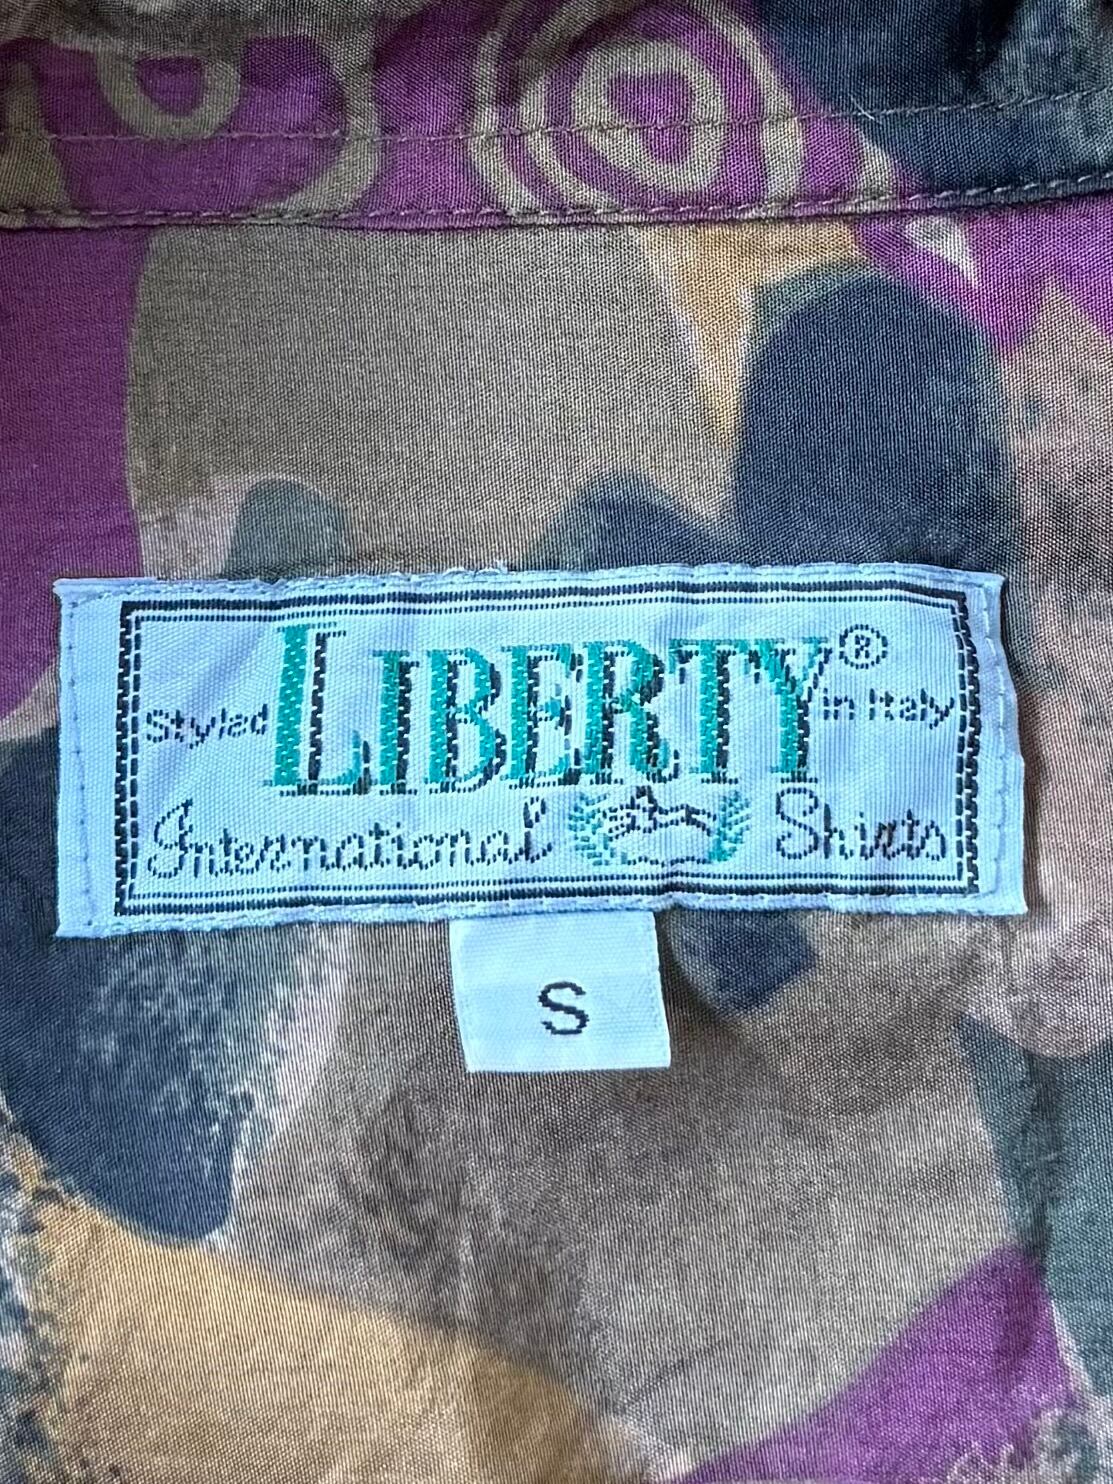 Styled LIBERTY® in Italy
International Shirts
S